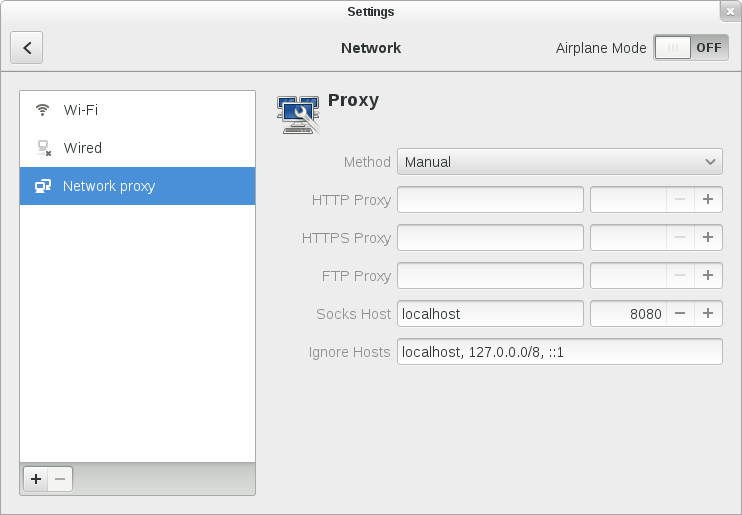 Settings
Network
Airplane Mode OFF
Wi-Fi
Wired
Network proxy
Proxy
Method Manual
HTTP Proxy
HTTPS Proxy
FTP Proxy
Socks Host localhost 8080
Ignore Hosts localhost, 127.0.0.0/8, ::1